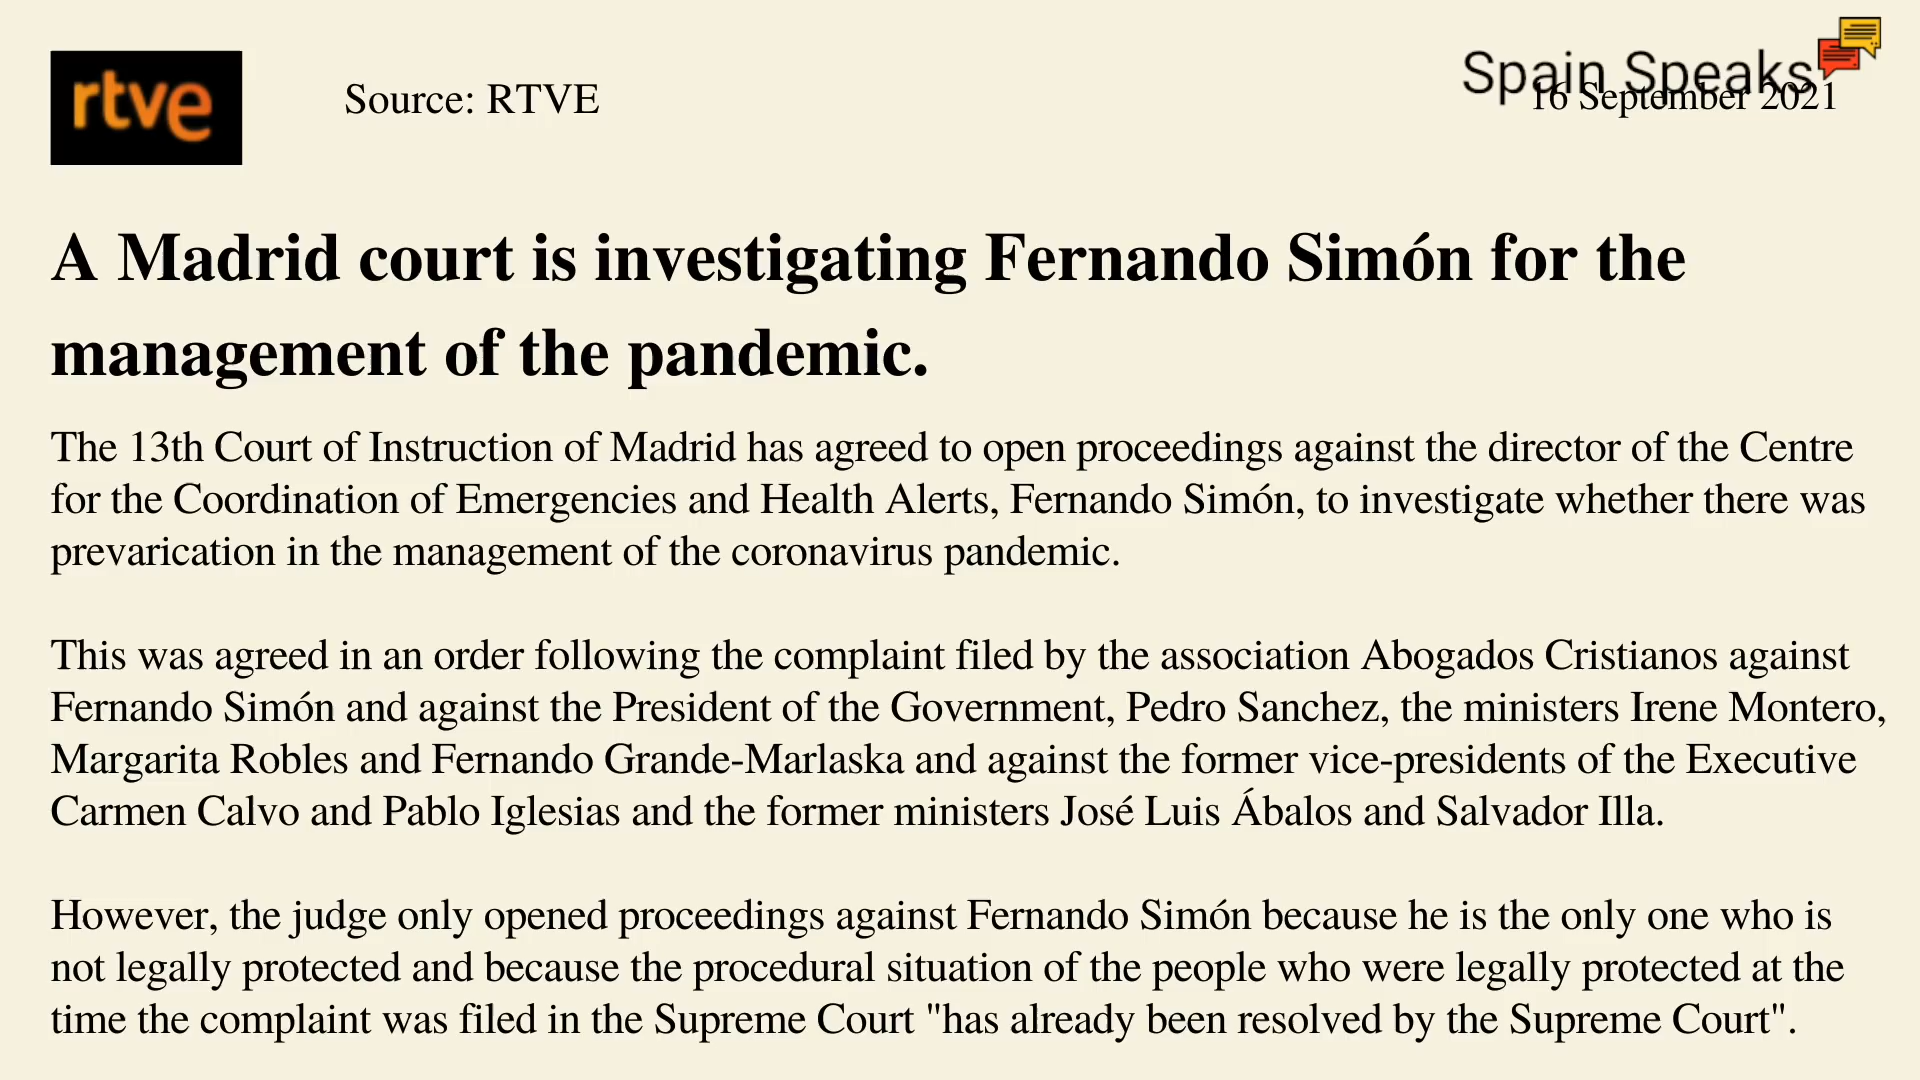 rtve
Source: RTVE
Spain Speaks
16 September 2021
A Madrid court is investigating Fernando Simón for the
management of the pandemic.
The 13th Court of Instruction of Madrid has agreed to open proceedings against the director of the Centre
for the Coordination of Emergencies and Health Alerts, Fernando Simón, to investigate whether there was
prevarication in the management of the coronavirus pandemic.
This was agreed in an order following the complaint filed by the association Abogados Cristianos against
Fernando Simón and against the President of the Government, Pedro Sanchez, the ministers Irene Montero,
Margarita Robles and Fernando Grande-Marlaska and against the former vice-presidents of the Executive
Carmen Calvo and Pablo Iglesias and the former ministers José Luis Ábalos and Salvador Illa.
However, the judge only opened proceedings against Fernando Simón because he is the only one who is
not legally protected and because the procedural situation of the people who were legally protected at the
time the complaint was filed in the Supreme Court "has already been resolved by the Supreme Court".